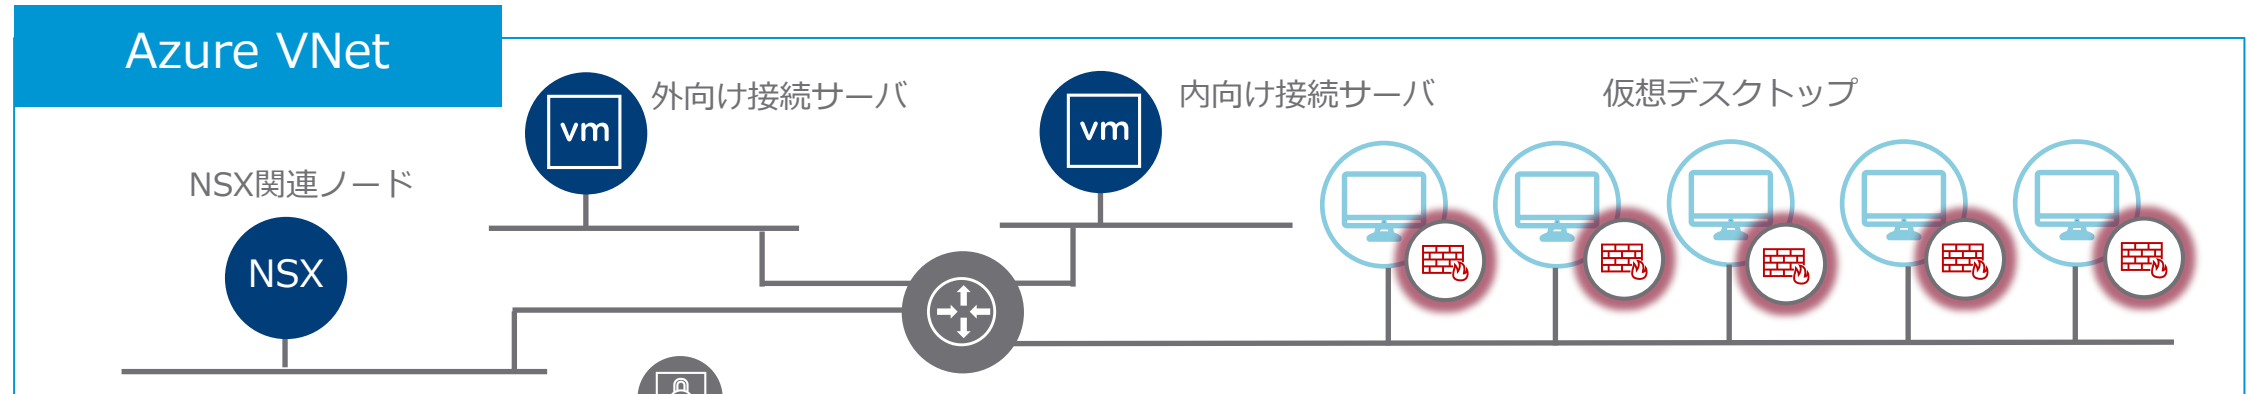 Azure VNet
外向け接続サーバ
内向け接続サーバ
仮想デスクトップ
vm
vm
NSX関連ノード
NSX